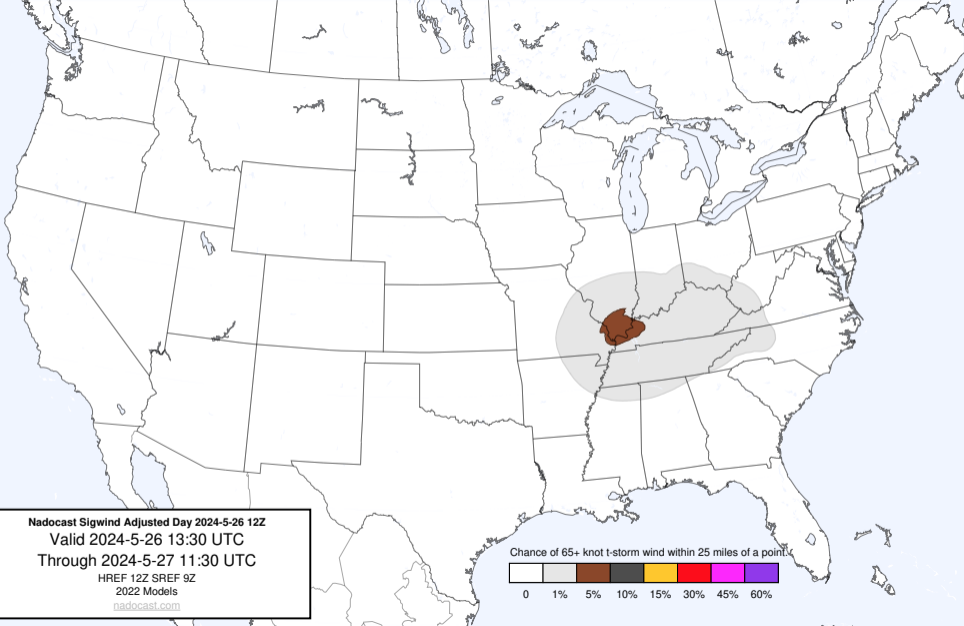 Nadocast Sigwind Adjusted Day 2024-5-26 12Z
Valid 2024-5-26 13:30 UTC
Through 2024-5-27 11:30 UTC
HREF 12Z SREF 9Z
2022 Models
nadocast.com
Chance of 65+ knot t-storm wind within 25 miles of a point.
0 1% 5% 10% 15% 30% 45% 60%